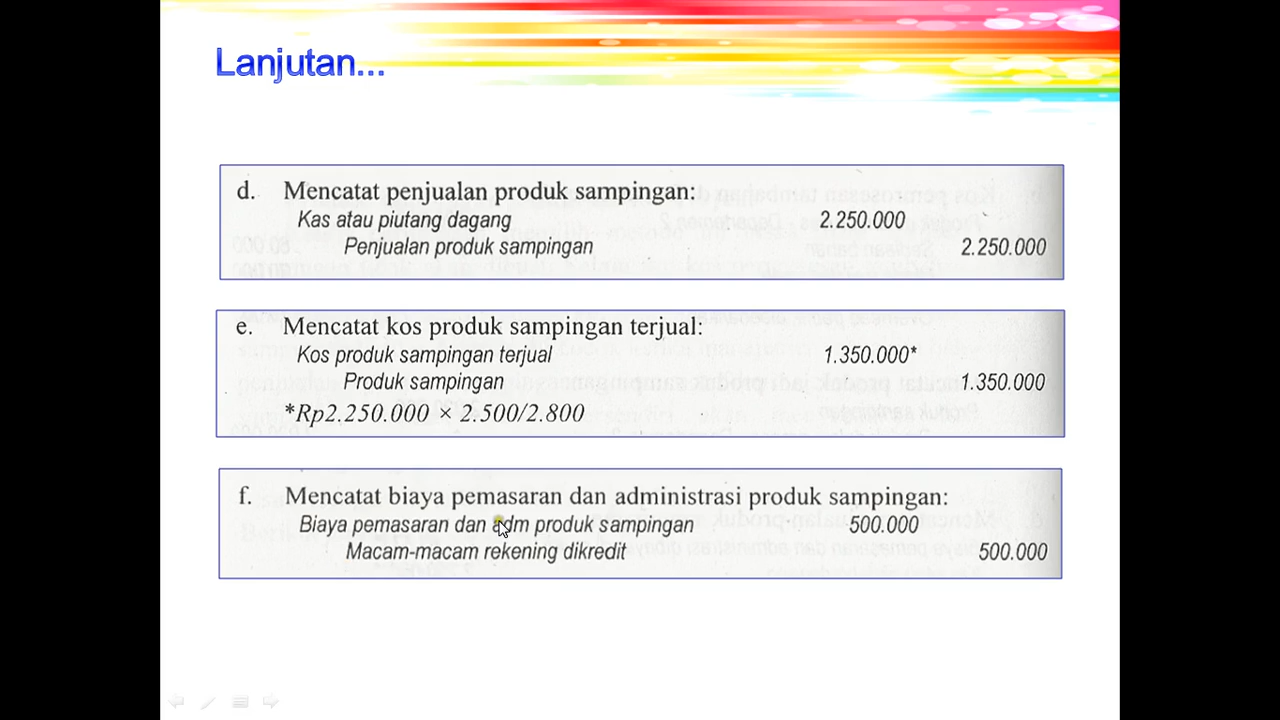 Lanjutan...
d. Mencatat penjualan produk sampingan:
Kas atau piutang dagang 2.250.000
Penjualan produk sampingan 2.250.000
e. Mencatat kos produk sampingan terjual:
Kos produk sampingan terjual 1.350.000*
Produk sampingan 1.350.000
*Rp2.250.000 × 2.500/2.800
f. Mencatat biaya pemasaran dan administrasi produk sampingan:
Biaya pemasaran dan adm produk sampingan 500.000
Macam-macam rekening dikredit 500.000